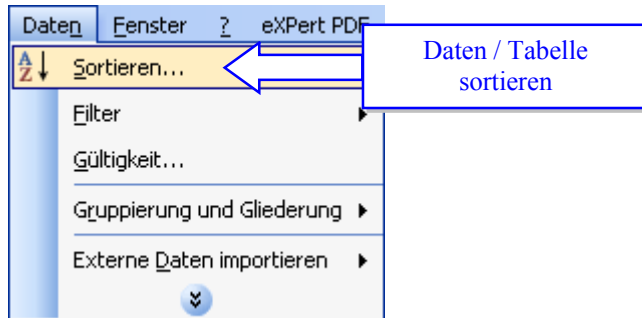 Daten Fenster ? eXPert PDF
Sortieren...
Daten / Tabelle
sortieren
Filter
Gültigkeit...
Gruppierung und Gliederung
Externe Daten importieren